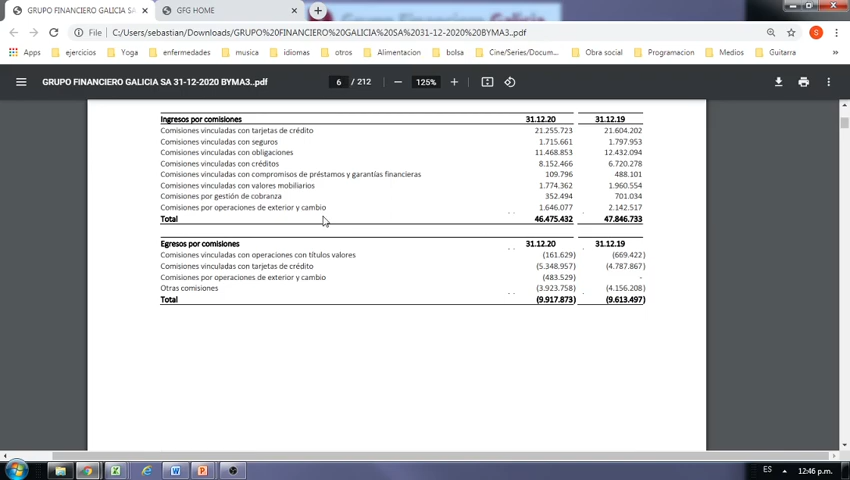 GRUPO FINANCIERO GALICIA SA
GFG HOME
Grupo Financiero Galicia
File C:/Users/sebastian/Downloads/GRUPO%20FINANCIERO%20GALICIA%20SA%2031-12-2020%20BYMA3..pdf
Apps ejercicios Yoga enfermedades musica idiomas otros Alimentacion bolsa Cine/Series/Docum... Obra social Programacion Medios Guitarra
GRUPO FINANCIERO GALICIA SA 31-12-2020 BYMA3..pdf 6 / 212 125%
Ingresos por comisiones 31.12.20 31.12.19
Comisiones vinculadas con tarjetas de crédito 21.255.723 21.604.202
Comisiones vinculadas con seguros 1.715.661 1.797.953
Comisiones vinculadas con obligaciones 11.468.853 12.432.094
Comisiones vinculadas con créditos 8.152.466 6.720.278
Comisiones vinculadas con compromisos de préstamos y garantías financieras 109.796 488.101
Comisiones vinculadas con valores mobiliarios 1.774.362 1.960.554
Comisiones por gestión de cobranza 352.494 701.034
Comisiones por operaciones de exterior y cambio 1.646.077 2.142.517
Total 46.475.432 47.846.733
Egresos por comisiones 31.12.20 31.12.19
Comisiones vinculadas con operaciones con títulos valores (161.629) (669.422)
Comisiones vinculadas con tarjetas de crédito (5.348.957) (4.787.867)
Comisiones por operaciones de exterior y cambio (483.529) -
Otras comisiones (3.923.758) (4.156.208)
Total (9.917.873) (9.613.497)
ES 12:46 p.m.